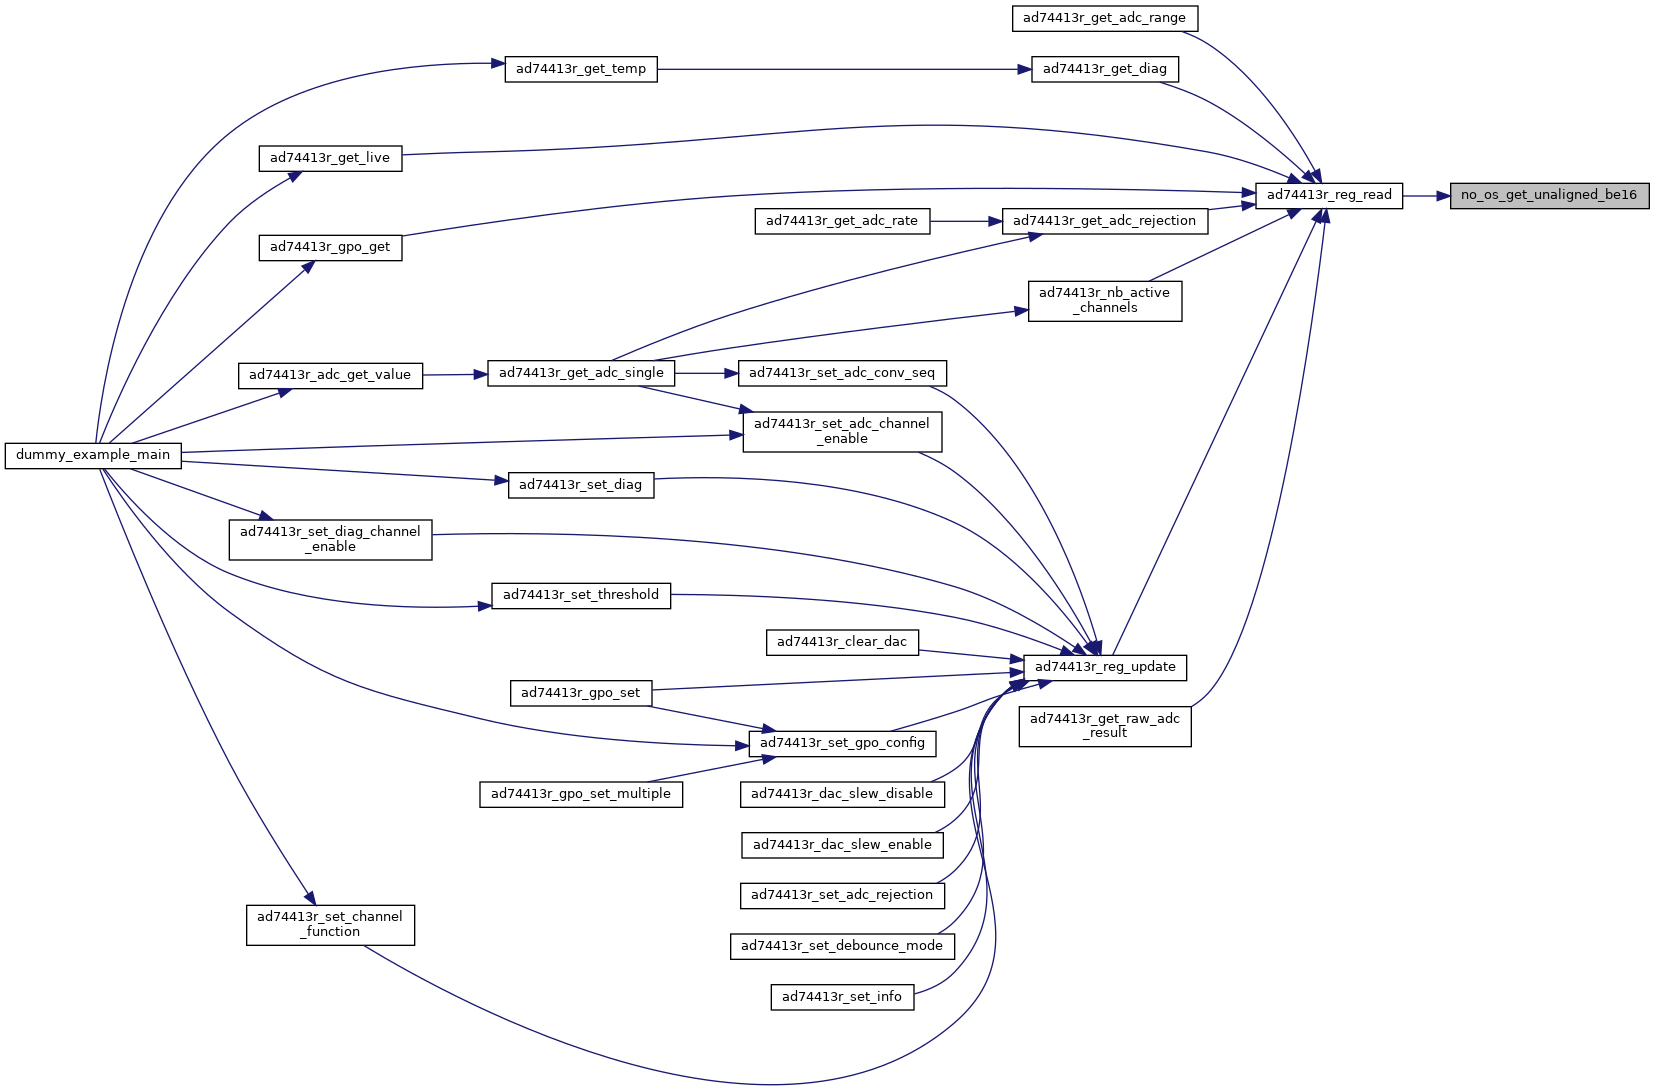 ad74413r_get_adc_range
ad74413r_get_temp
ad74413r_get_diag
ad74413r_get_live
ad74413r_reg_read
no_os_get_unaligned_be16
ad74413r_get_adc_rate
ad74413r_get_adc_rejection
ad74413r_gpo_get
ad74413r_nb_active
_channels
ad74413r_adc_get_value
ad74413r_get_adc_single
ad74413r_set_adc_conv_seq
ad74413r_set_adc_channel
_enable
dummy_example_main
ad74413r_set_diag
ad74413r_set_diag_channel
_enable
ad74413r_set_threshold
ad74413r_clear_dac
ad74413r_reg_update
ad74413r_gpo_set
ad74413r_get_raw_adc
_result
ad74413r_set_gpo_config
ad74413r_gpo_set_multiple
ad74413r_dac_slew_disable
ad74413r_dac_slew_enable
ad74413r_set_adc_rejection
ad74413r_set_channel
_function
ad74413r_set_debounce_mode
ad74413r_set_info